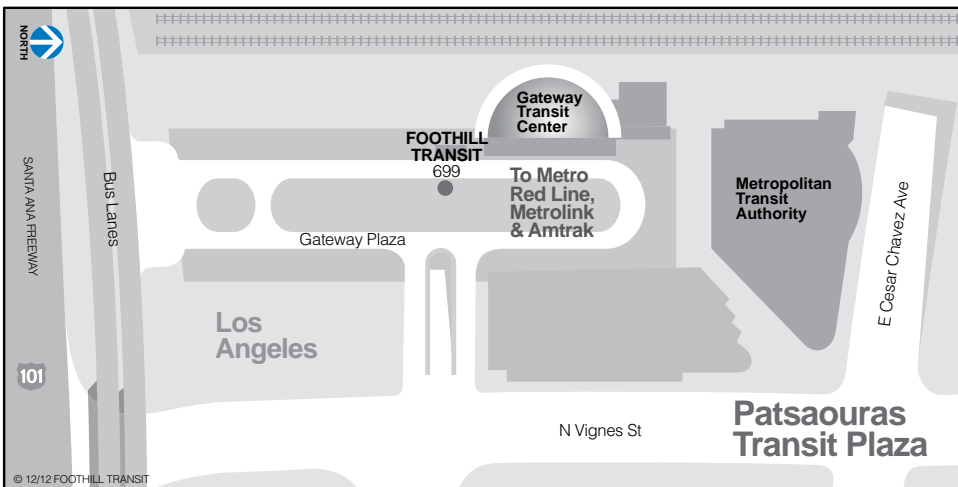 NORTH
SANTA ANA FREEWAY
101
Bus Lanes
Gateway
Transit
Center
FOOTHILL
TRANSIT
699
To Metro
Red Line,
Metrolink
& Amtrak
Metropolitan
Transit
Authority
E Cesar Chavez Ave
Gateway Plaza
Los
Angeles
N Vignes St
Patsaouras
Transit Plaza
© 12/12 FOOTHILL TRANSIT